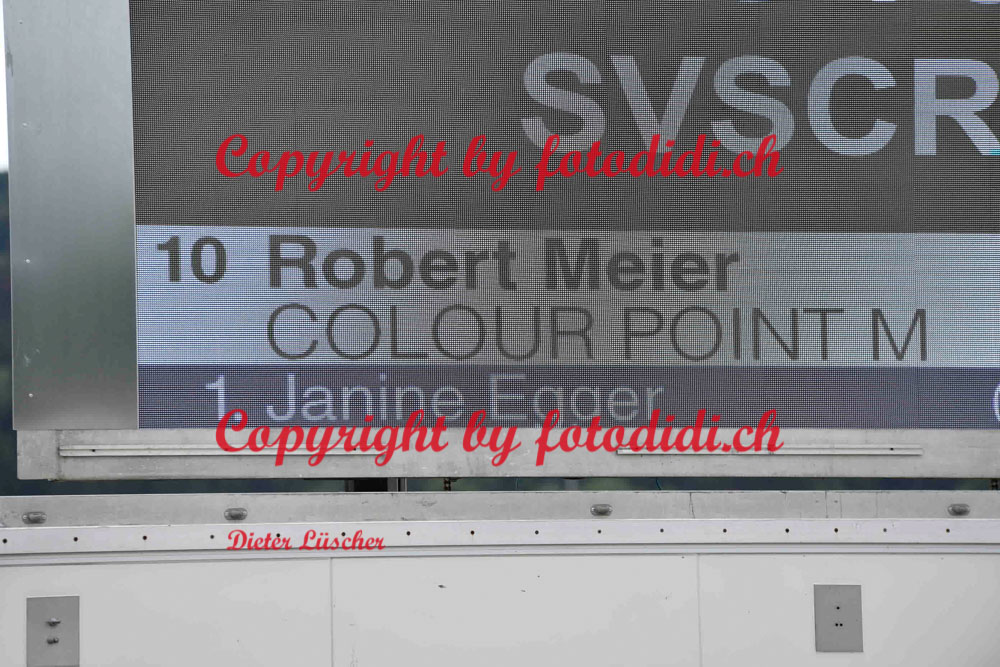 SVSCR
Copyright by fotodidi.ch
10 Robert Meier
COLOUR POINT M
1 Janine Egger
Copyright by fotodidi.ch
Dieter Lüscher